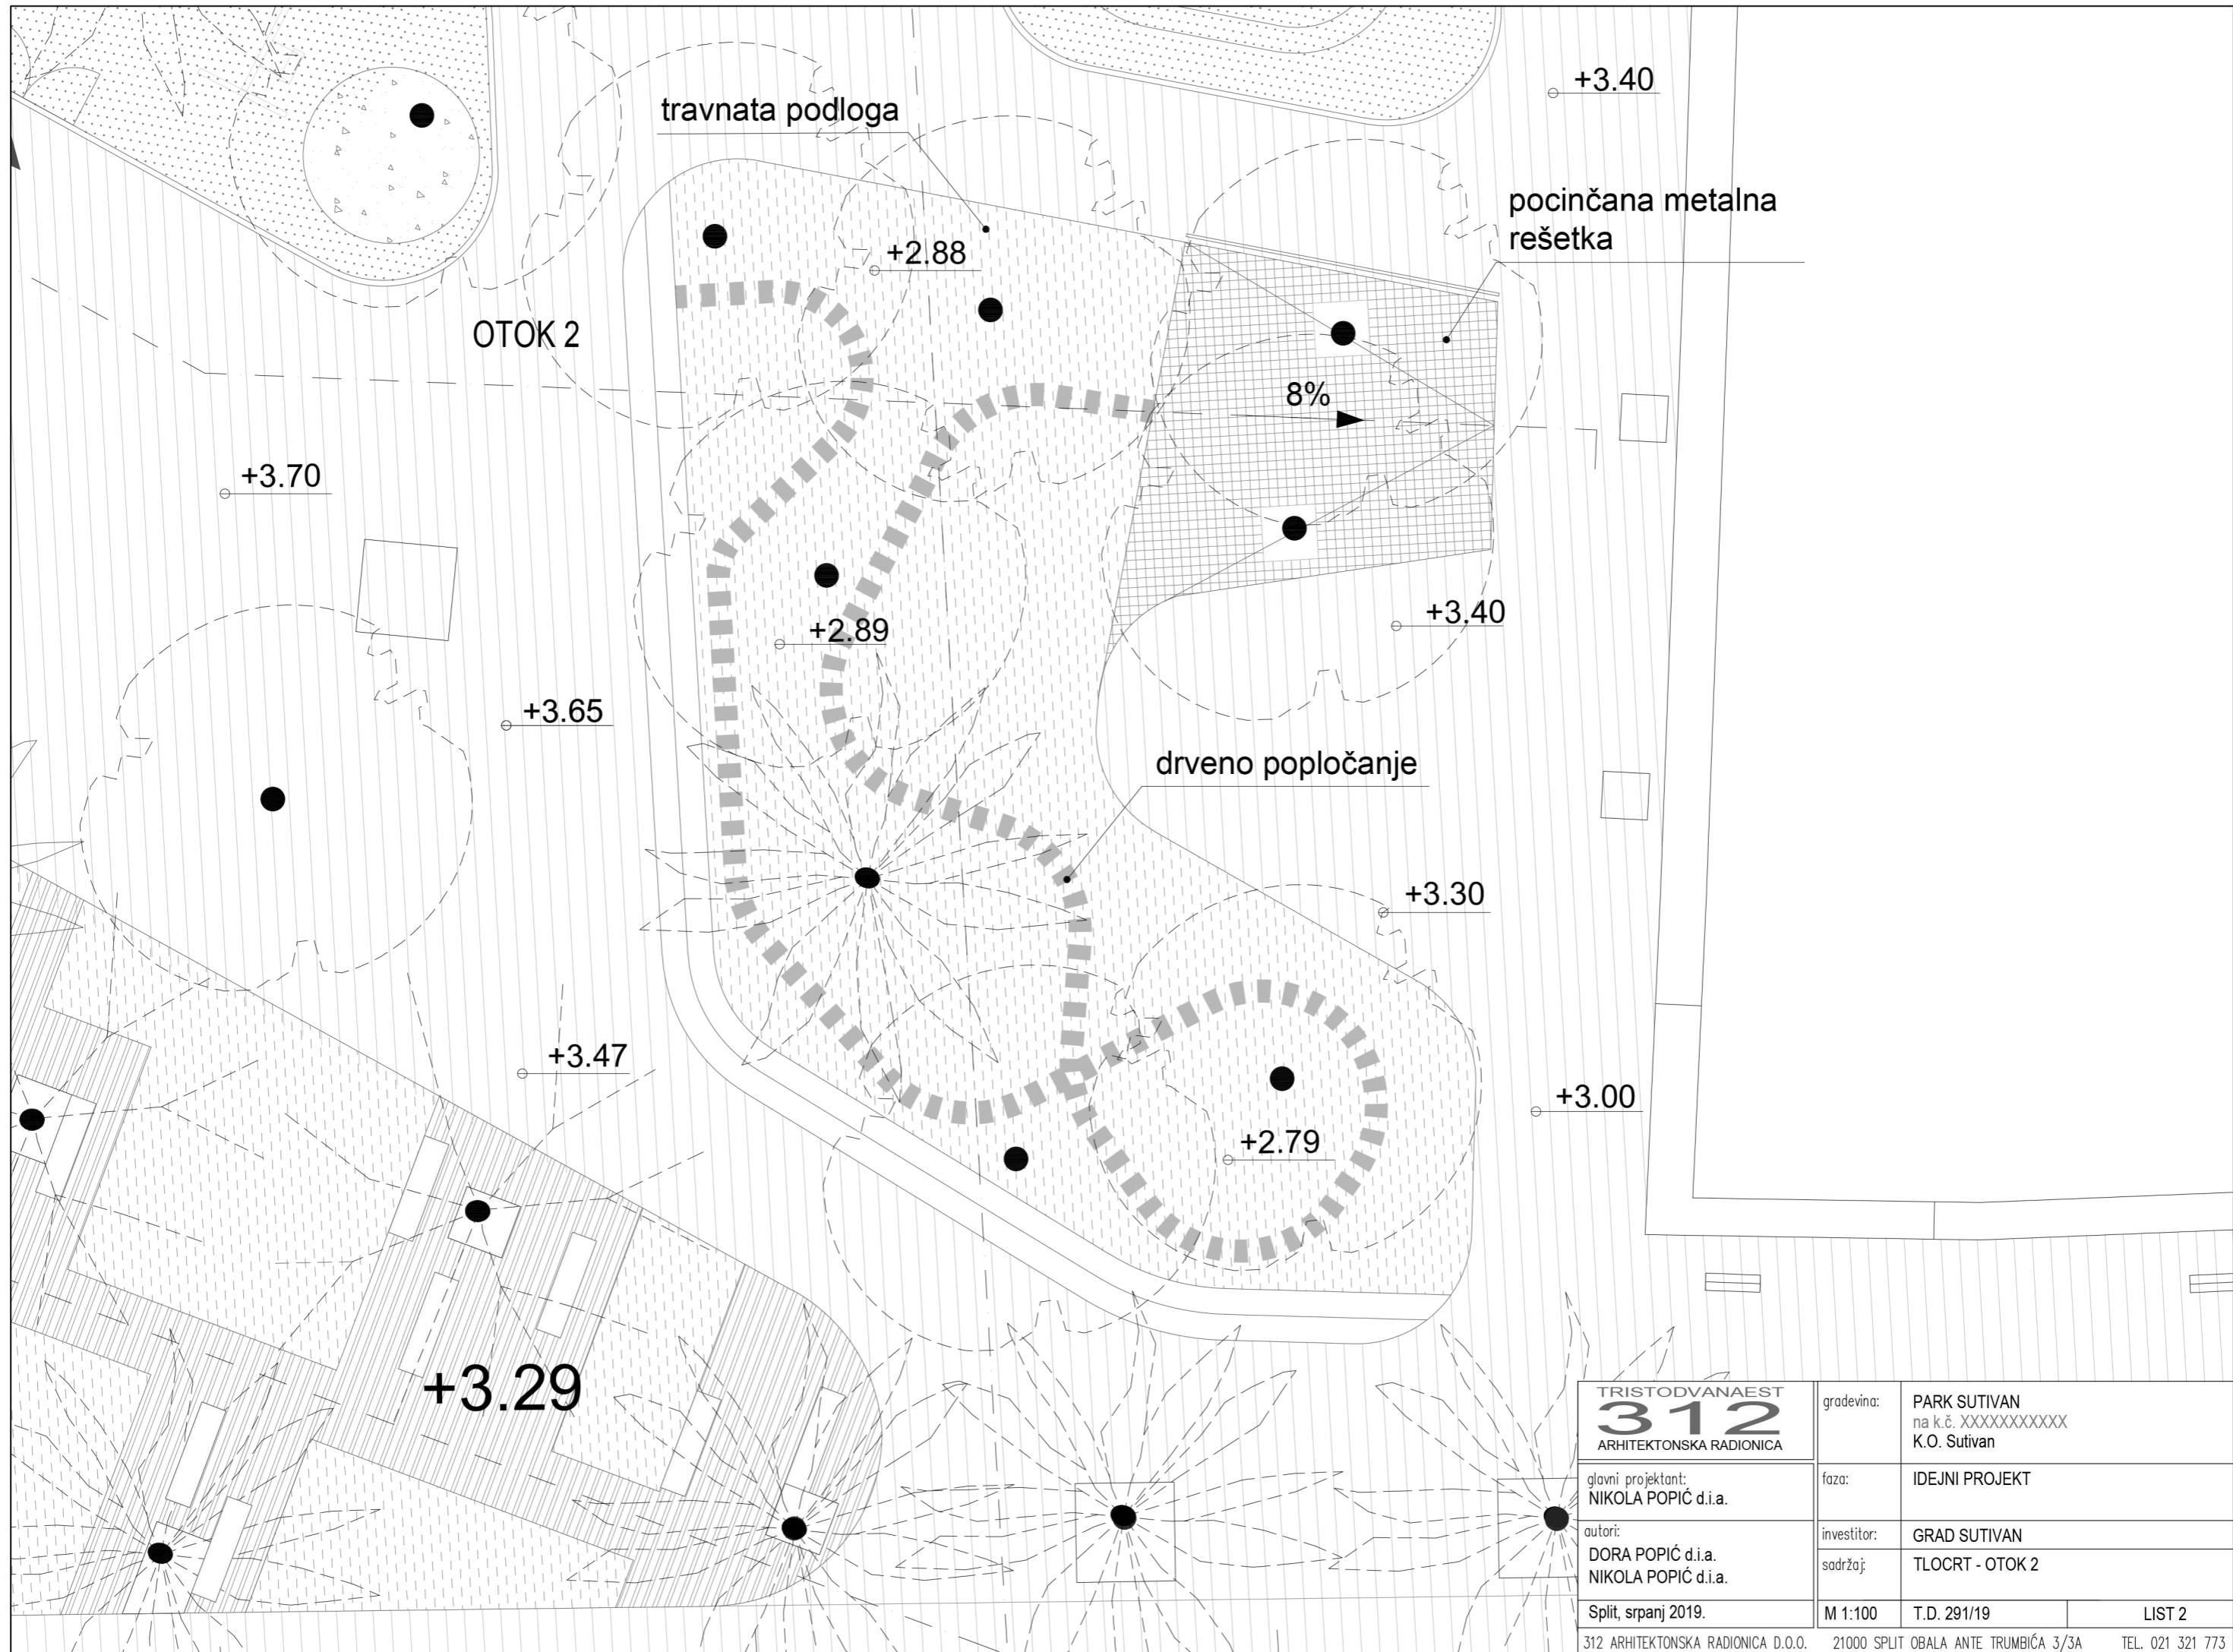 +3.40
travnata podloga
pocinčana metalna
rešetka
+2.88
OTOK 2
8%
+3.70
+3.40
+2.89
+3.65
drveno popločanje
+3.30
+3.47
+3.00
+2.79
+3.29
TRISTODVANAEST
312
ARHITEKTONSKA RADIONICA
gradevina:
PARK SUTIVAN
na k.č. XXXXXXXXXXX
K.O. Sutivan
glavni projektant:
NIKOLA POPIĆ d.i.a.
faza:
IDEJNI PROJEKT
autori:
DORA POPIĆ d.i.a.
NIKOLA POPIĆ d.i.a.
investitor:
GRAD SUTIVAN
sadržaj:
TLOCRT - OTOK 2
Split, srpanj 2019.
M 1:100
T.D. 291/19
LIST 2
312 ARHITEKTONSKA RADIONICA D.O.O. 21000 SPLIT OBALA ANTE TRUMBIĆA 3/3A TEL. 021 321 773